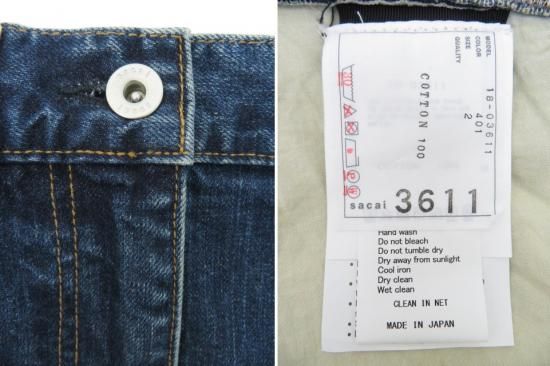 sacai
sacai
MODEL 18-03611
COLOR 401
SIZE 2
QUALITY
COTTON 100
sacai 3611
Hand wash
Do not bleach
Do not tumble dry
Dry away from sunlight
Cool iron
Dry clean
Wet clean
CLEAN IN NET
MADE IN JAPAN